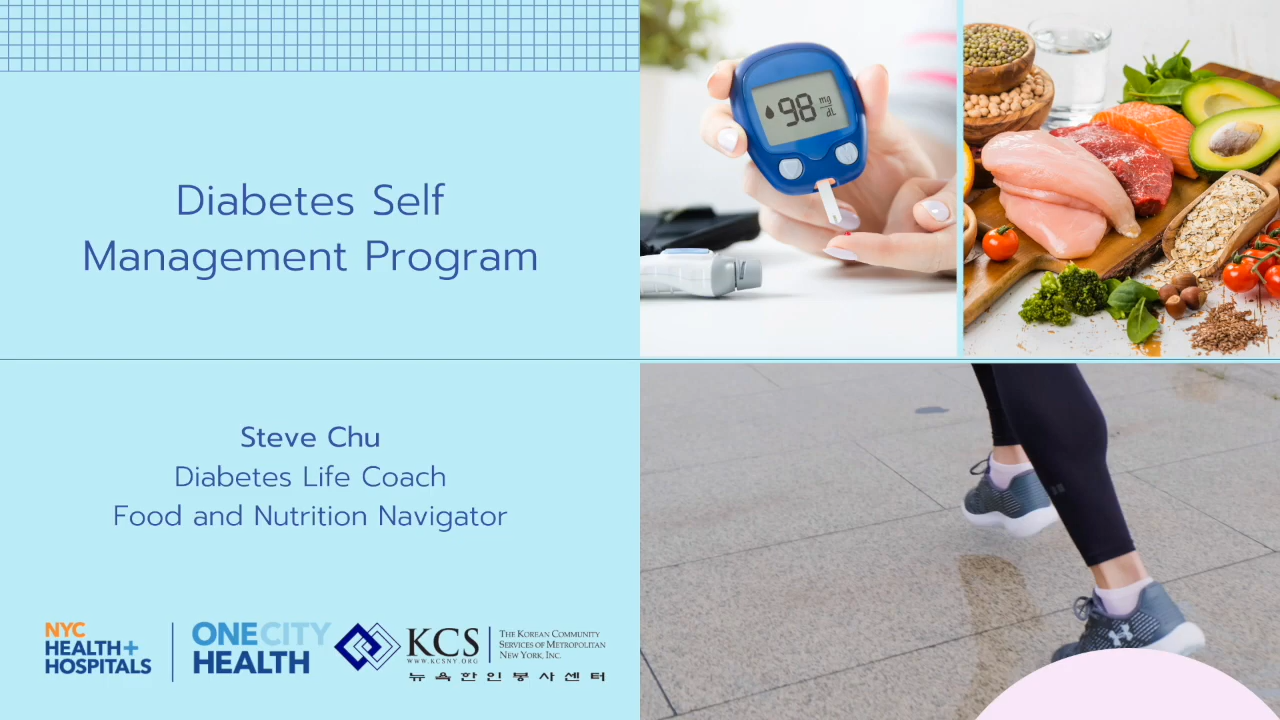 Diabetes Self
Management Program
98 mg
dL
Steve Chu
Diabetes Life Coach
Food and Nutrition Navigator
NYC
HEALTH+
HOSPITALS
ONECITY
HEALTH
KCS
WWW.KCSNY.ORG
THE KOREAN COMMUNITY
SERVICES OF METROPOLITAN
NEW YORK, INC.
뉴욕한인봉사센터